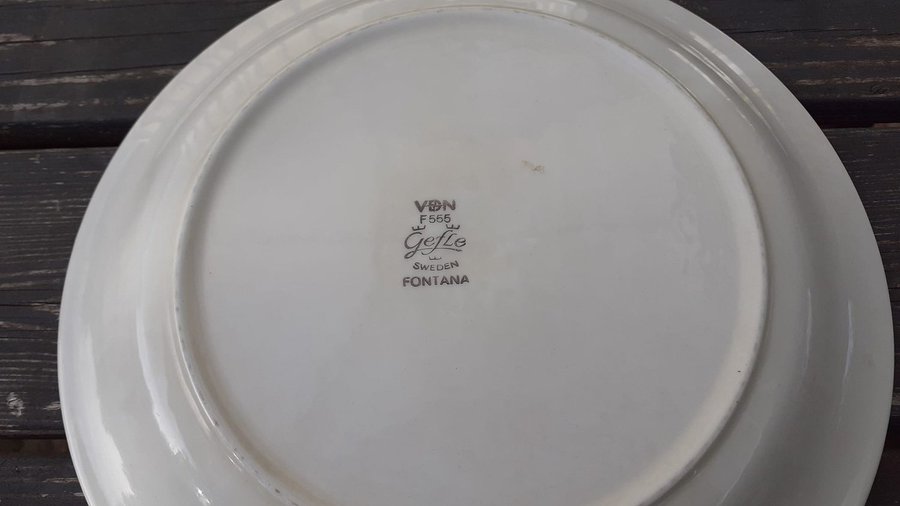 VDN
F555
Gefle
SWEDEN
FONTANA